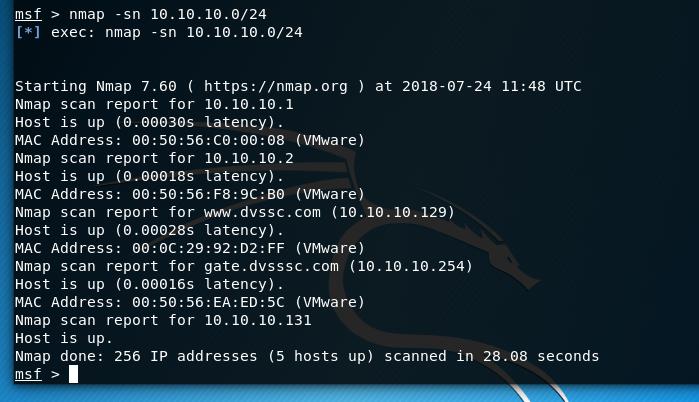 msf > nmap -sn 10.10.10.0/24
[*] exec: nmap -sn 10.10.10.0/24
Starting Nmap 7.60 ( https://nmap.org ) at 2018-07-24 11:48 UTC
Nmap scan report for 10.10.10.1
Host is up (0.00030s latency).
MAC Address: 00:50:56:C0:00:08 (VMware)
Nmap scan report for 10.10.10.2
Host is up (0.00018s latency).
MAC Address: 00:50:56:F8:9C:B0 (VMware)
Nmap scan report for www.dvssc.com (10.10.10.129)
Host is up (0.00028s latency).
MAC Address: 00:0C:29:92:D2:FF (VMware)
Nmap scan report for gate.dvsssc.com (10.10.10.254)
Host is up (0.00016s latency).
MAC Address: 00:50:56:EA:ED:5C (VMware)
Nmap scan report for 10.10.10.131
Host is up.
Nmap done: 256 IP addresses (5 hosts up) scanned in 28.08 seconds
msf >